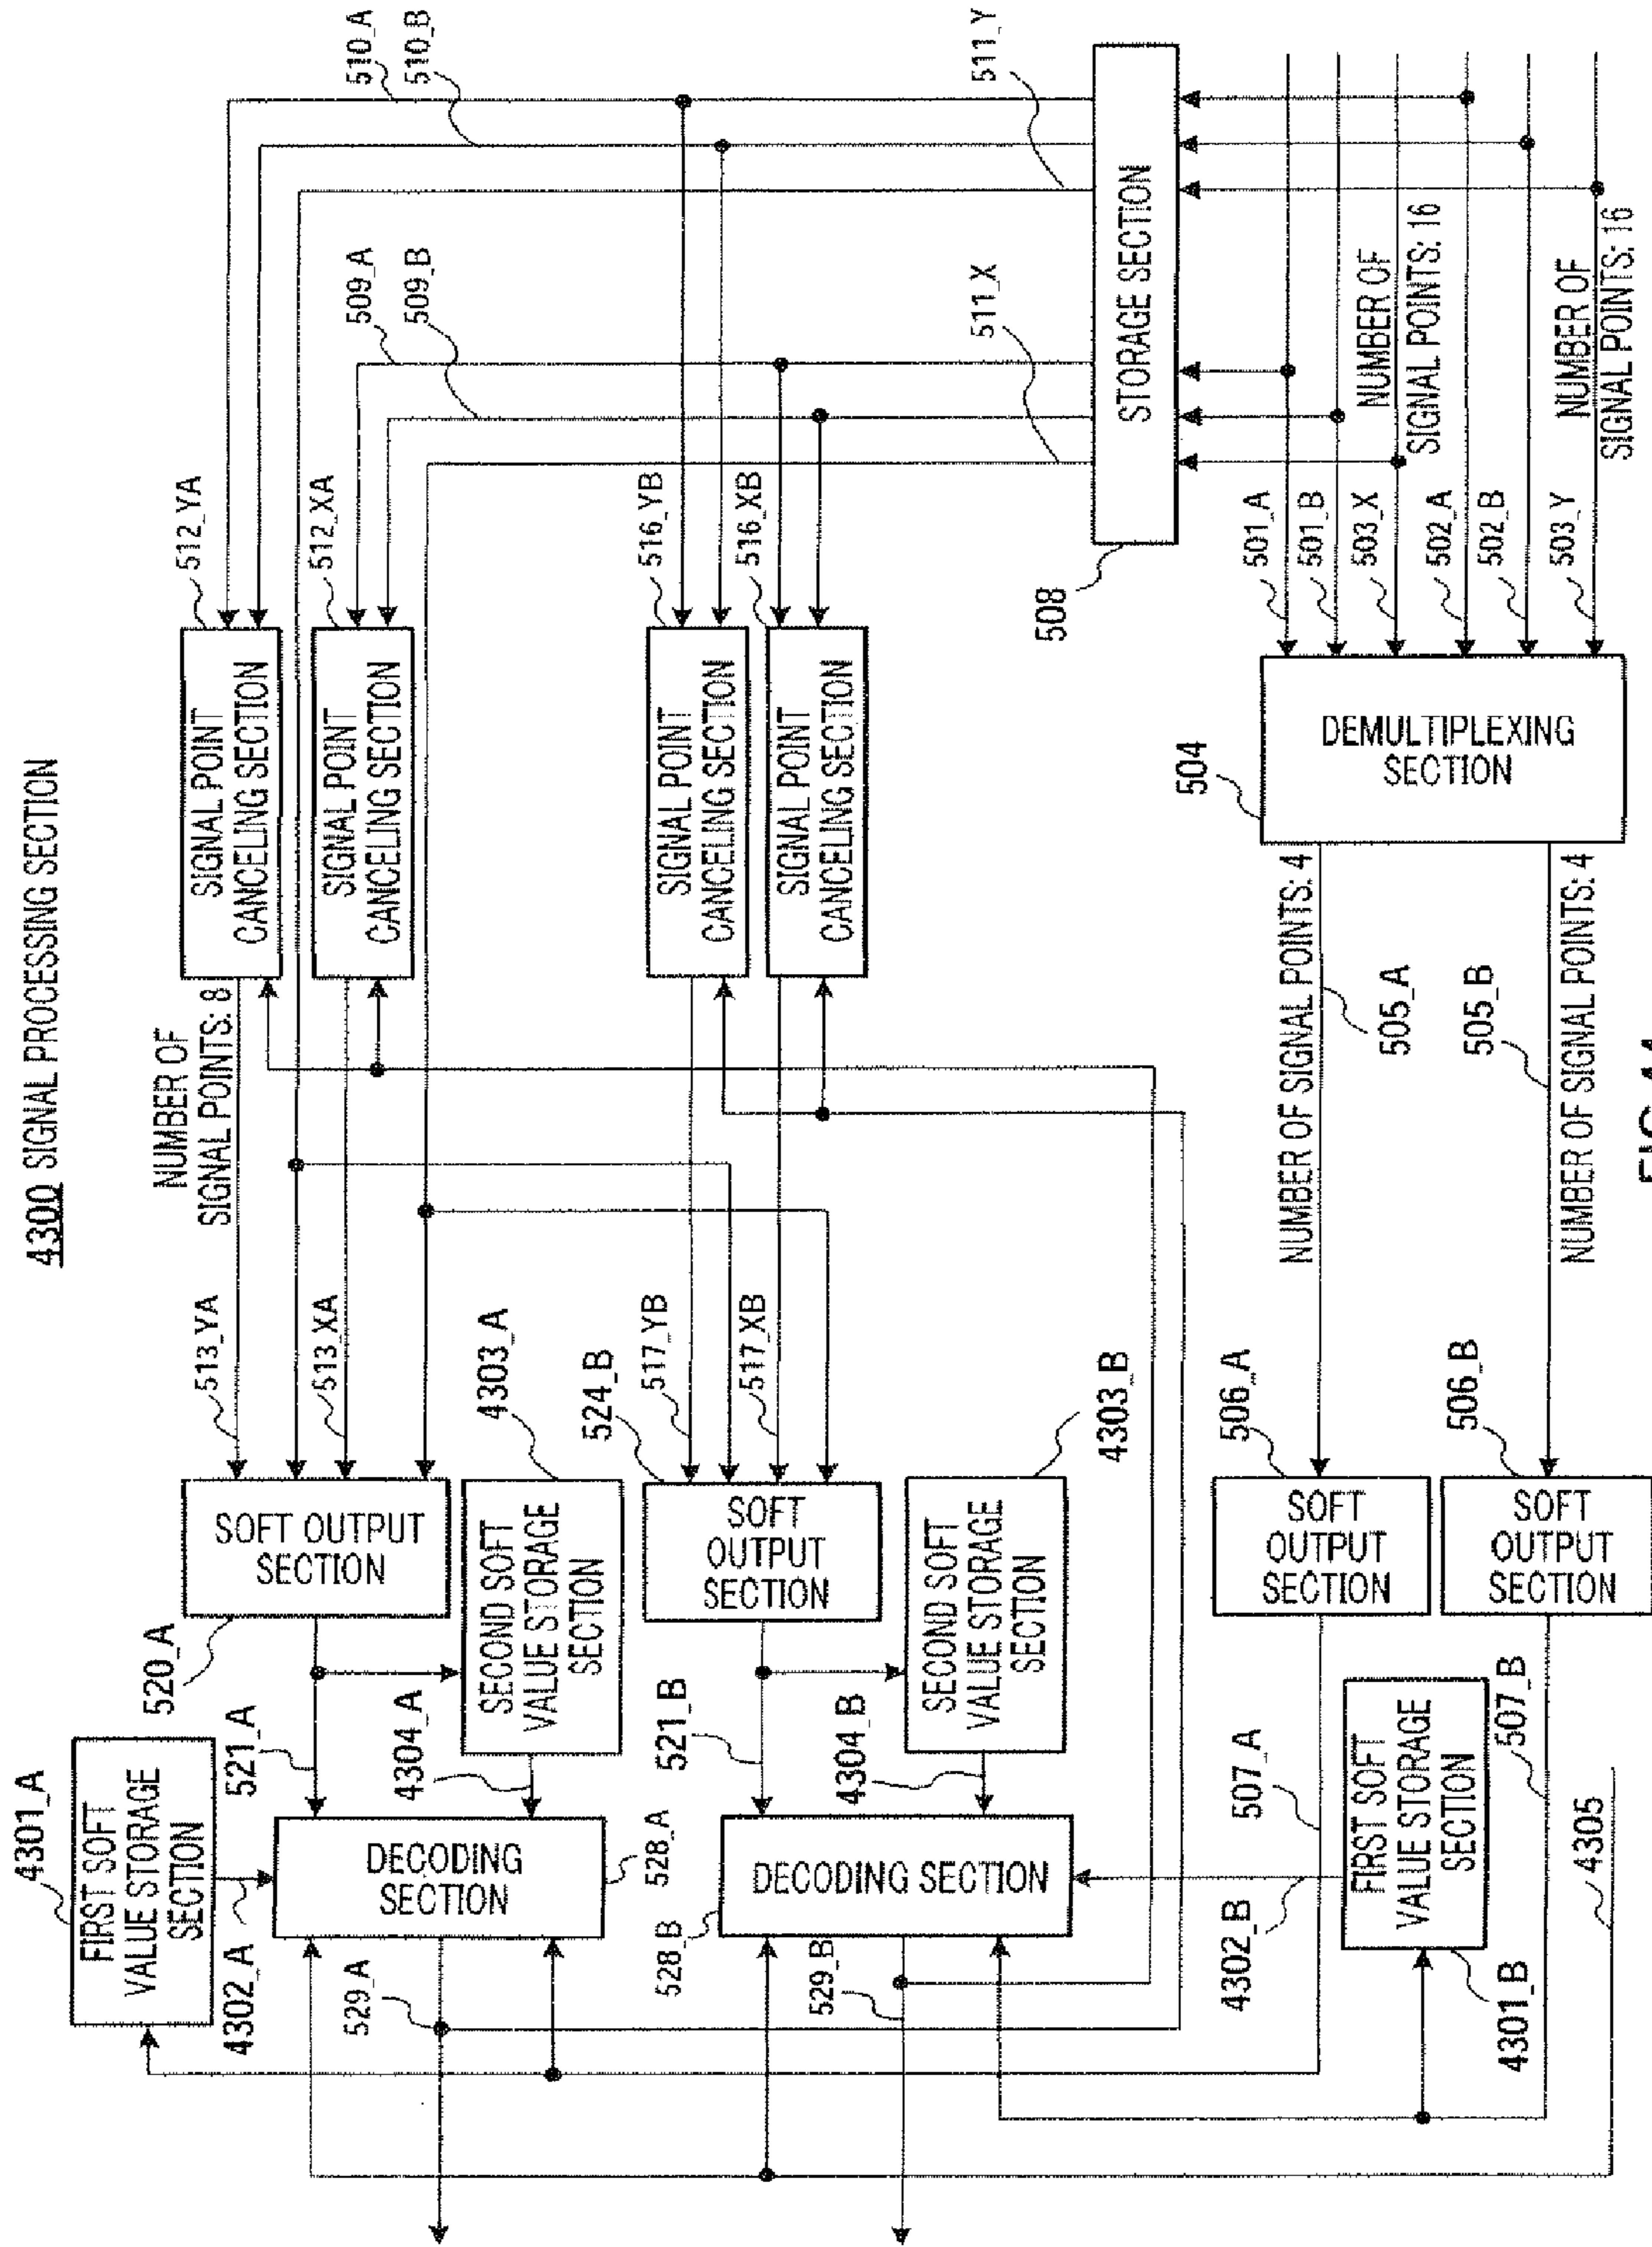 4300 SIGNAL PROCESSING SECTION
510_A
510_B
511_Y
509_A
509_B
511_X
512_YA
SIGNAL POINT
CANCELING SECTION
512_XA
SIGNAL POINT
CANCELING SECTION
516_YB
SIGNAL POINT
CANCELING SECTION
516_XB
SIGNAL POINT
CANCELING SECTION
STORAGE SECTION
508
NUMBER OF
SIGNAL POINTS: 16
NUMBER OF
SIGNAL POINTS: 16
501_A
501_B
503_X
502_A
502_B
503_Y
504
DEMULTIPLEXING
SECTION
NUMBER OF
SIGNAL POINTS: 8
NUMBER OF SIGNAL POINTS: 4
505_A
NUMBER OF SIGNAL POINTS: 4
505_B
513_YA
513_XA
517_YB
517_XB
520_A
SOFT OUTPUT
SECTION
524_B
SOFT
OUTPUT
SECTION
506_A
SOFT
OUTPUT
SECTION
506_B
SOFT
OUTPUT
SECTION
4303_A
SECOND SOFT
VALUE STORAGE
SECTION
4303_B
SECOND SOFT
VALUE STORAGE
SECTION
521_A
4304_A
521_B
4304_B
507_A
507_B
4301_A
FIRST SOFT
VALUE STORAGE
SECTION
4302_A
DECODING
SECTION
528_A
528_B
DECODING SECTION
4302_B
FIRST SOFT
VALUE STORAGE
SECTION
4301_B
529_A
529_B
4305